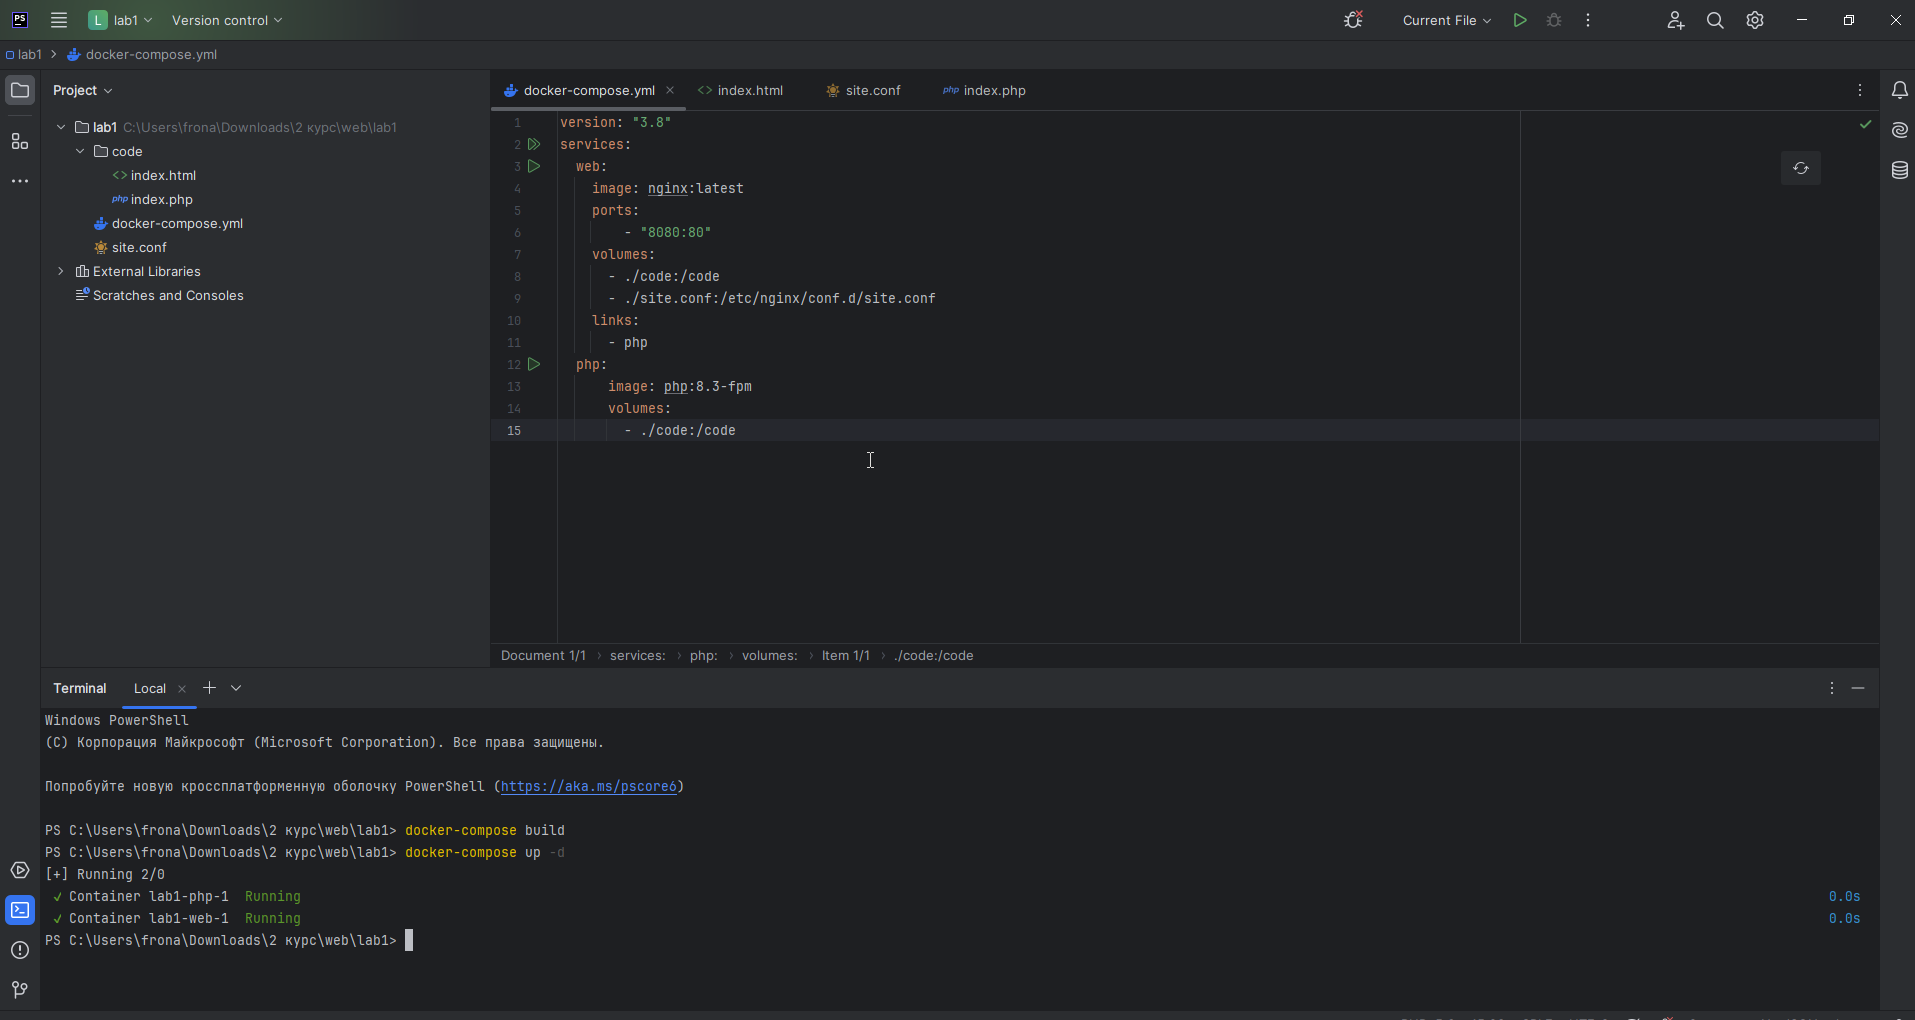 PS L lab1 Version control Current File
lab1 docker-compose.yml
Project
docker-compose.yml index.html site.conf php index.php
lab1 C:\Users\frona\Downloads\2 курс\web\lab1
code
index.html
php index.php
docker-compose.yml
site.conf
External Libraries
Scratches and Consoles
1 version: "3.8"
2 services:
3 web:
4 image: nginx:latest
5 ports:
6 - "8080:80"
7 volumes:
8 - ./code:/code
9 - ./site.conf:/etc/nginx/conf.d/site.conf
10 links:
11 - php
12 php:
13 image: php:8.3-fpm
14 volumes:
15 - ./code:/code
Document 1/1 › services: › php: › volumes: › Item 1/1 › ./code:/code
Terminal Local
Windows PowerShell
(C) Корпорация Майкрософт (Microsoft Corporation). Все права защищены.
Попробуйте новую кроссплатформенную оболочку PowerShell (https://aka.ms/pscore6)
PS C:\Users\frona\Downloads\2 курс\web\lab1> docker-compose build
PS C:\Users\frona\Downloads\2 курс\web\lab1> docker-compose up -d
[+] Running 2/0
✓ Container lab1-php-1 Running 0.0s
✓ Container lab1-web-1 Running 0.0s
PS C:\Users\frona\Downloads\2 курс\web\lab1>